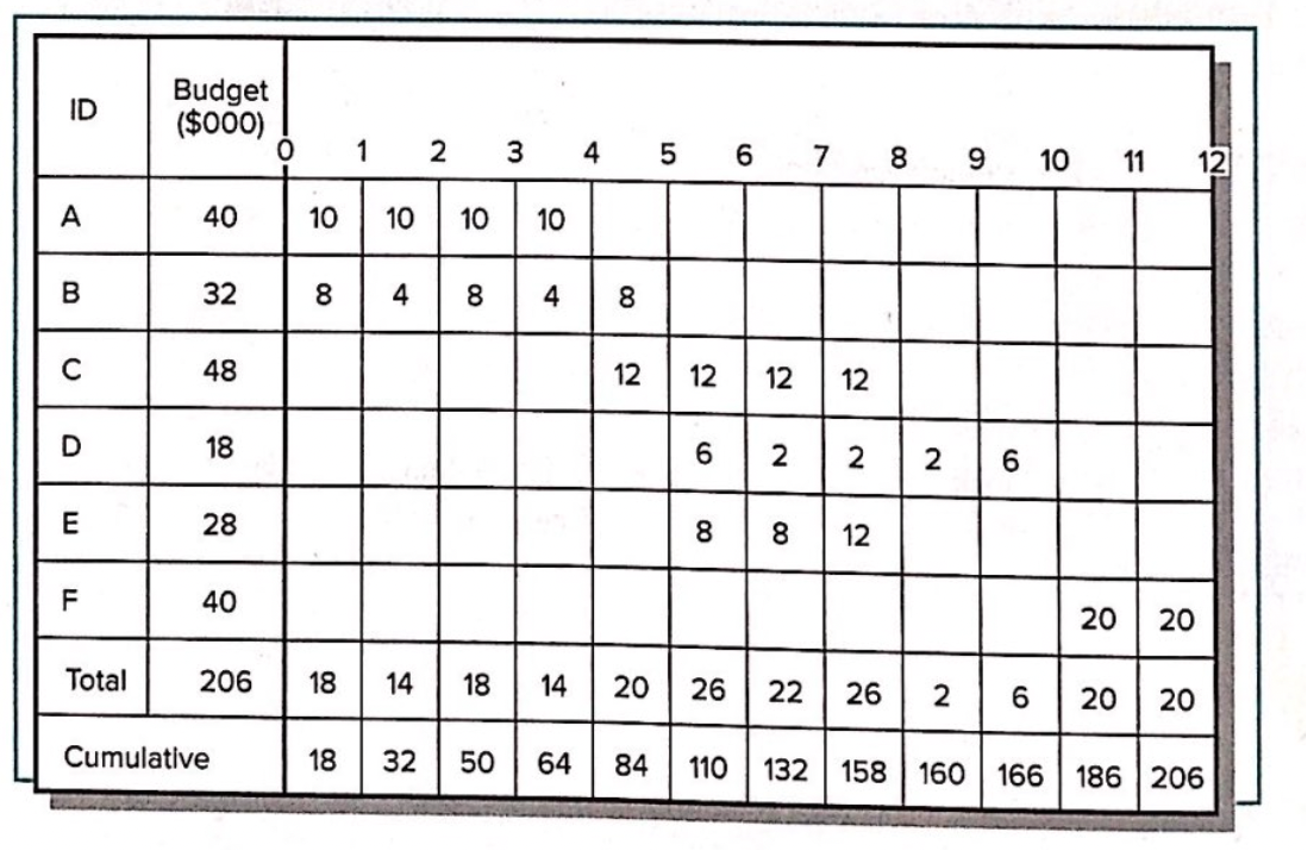 ID Budget ($000)
0 1 2 3 4 5 6 7 8 9 10 11 12
A 40 10 10 10 10
B 32 8 4 8 4 8
C 48 12 12 12 12
D 18 6 2 2 2 6
E 28 8 8 12
F 40 20 20
Total 206 18 14 18 14 20 26 22 26 2 6 20 20
Cumulative 18 32 50 64 84 110 132 158 160 166 186 206